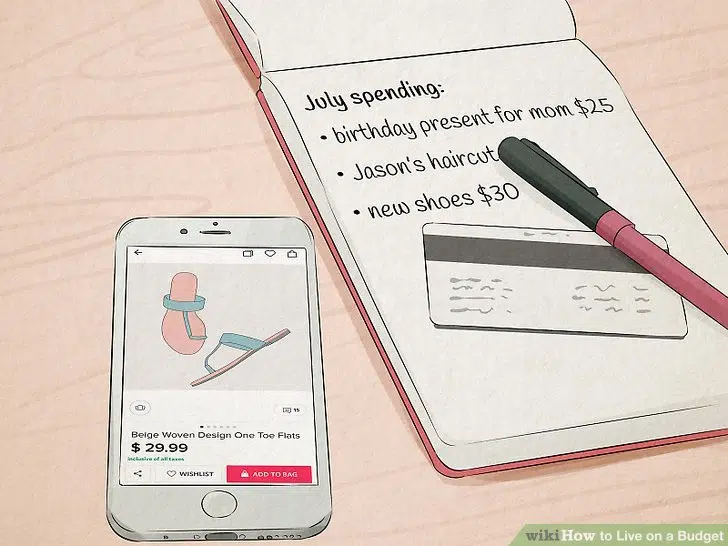 July spending:
• birthday present for mom $25
• Jason's haircut
• new shoes $30
15
Beige Woven Design One Toe Flats
$ 29.99
inclusive of all taxes
WISHLIST
ADD TO BAG
wikiHow to Live on a Budget